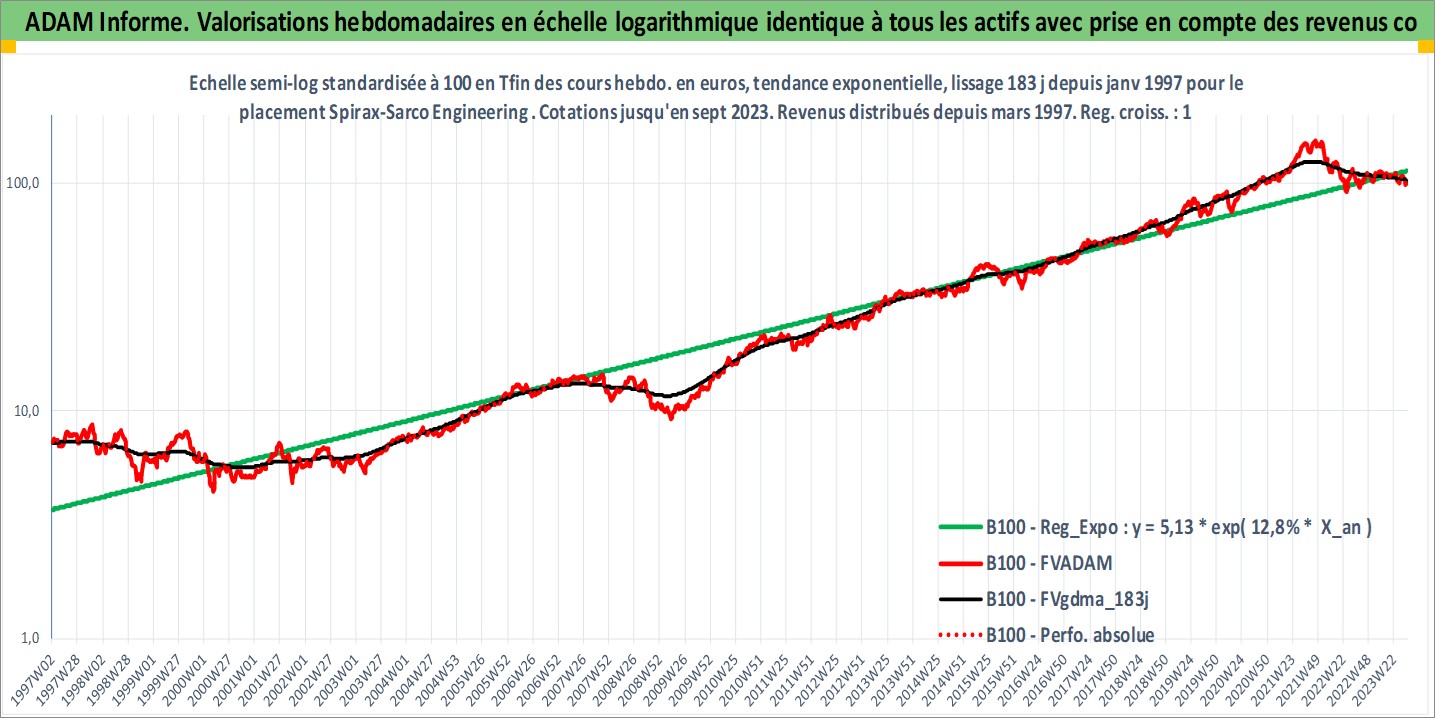 ADAM Informe. Valorisations hebdomadaires en échelle logarithmique identique à tous les actifs avec prise en compte des revenus co
Echelle semi-log standardisée à 100 en Tfin des cours hebdo. en euros, tendance exponentielle, lissage 183 j depuis janv 1997 pour le
placement Spirax-Sarco Engineering . Cotations jusqu'en sept 2023. Revenus distribués depuis mars 1997. Reg. croiss. : 1
100,0
10,0
1,0
B100 - Reg_Expo : y = 5,13 * exp( 12,8% * X_an )
B100 - FVADAM
B100 - FVgdma_183j
B100 - Perfo. absolue
1997W02
1997W28
1998W02
1998W28
1999W01
1999W27
2000W01
2000W27
2001W01
2001W27
2002W01
2002W27
2003W01
2003W27
2004W01
2004W27
2004W53
2005W26
2005W52
2006W26
2006W52
2007W26
2007W52
2008W26
2008W52
2009W26
2009W53
2010W25
2010W51
2011W25
2011W51
2012W25
2012W51
2013W25
2013W51
2014W25
2014W51
2015W25
2015W51
2016W24
2016W50
2017W24
2017W50
2018W24
2018W50
2019W24
2019W50
2020W24
2020W50
2021W23
2021W49
2022W22
2022W48
2023W22